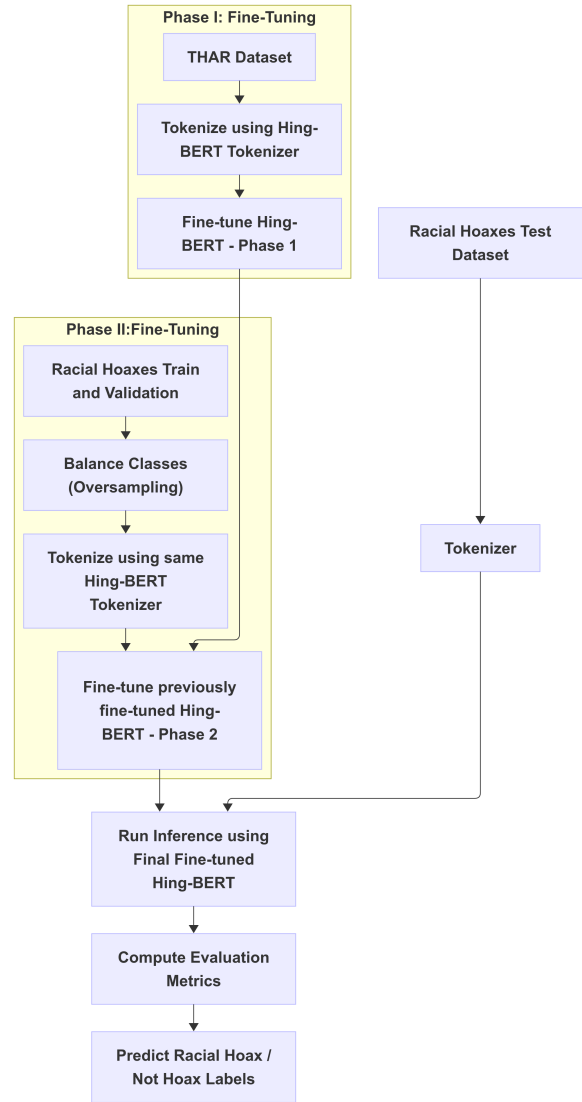 Phase I: Fine-Tuning
THAR Dataset
Tokenize using Hing-
BERT Tokenizer
Fine-tune Hing-
BERT - Phase 1
Racial Hoaxes Test
Dataset
Phase II:Fine-Tuning
Racial Hoaxes Train
and Validation
Balance Classes
(Oversampling)
Tokenize using same
Hing-BERT
Tokenizer
Tokenizer
Fine-tune previously
fine-tuned Hing-
BERT - Phase 2
Run Inference using
Final Fine-tuned
Hing-BERT
Compute Evaluation
Metrics
Predict Racial Hoax /
Not Hoax Labels